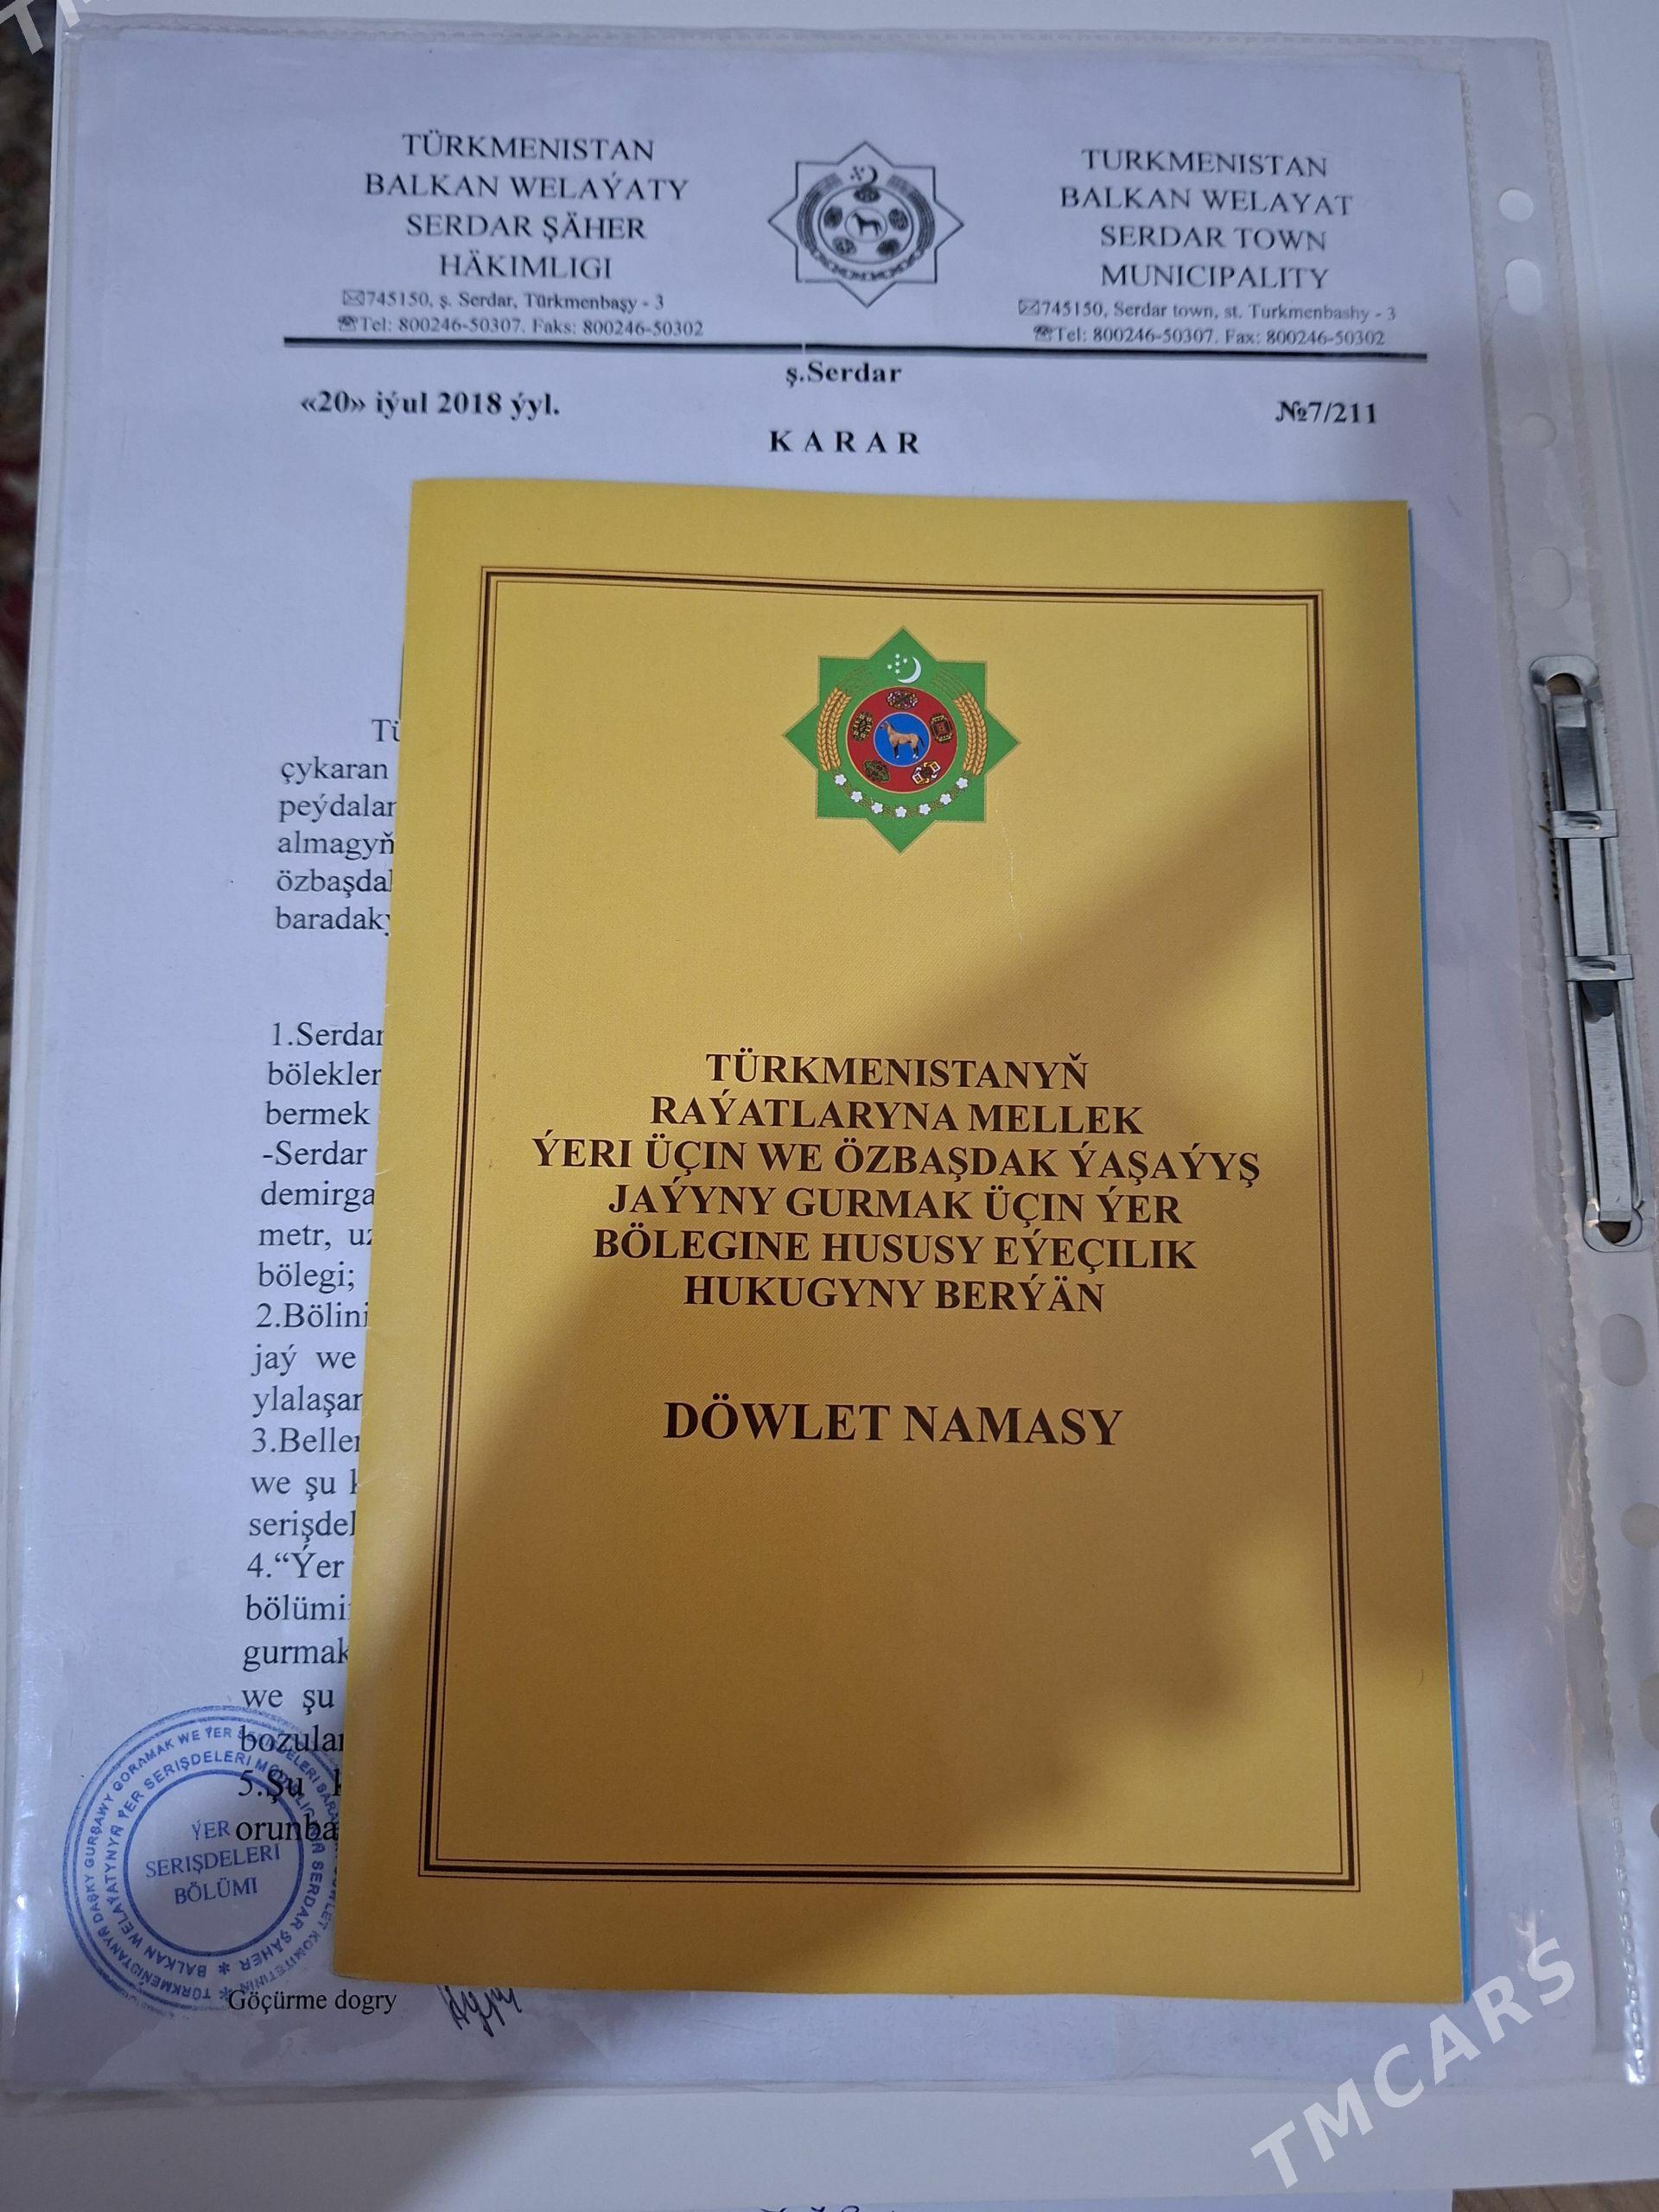 TÜRKMENISTAN
BALKAN WELAÝATY
SERDAR ŞÄHER
HÄKIMLIGI
745150, ş. Serdar, Türkmenbaşy - 3
Tel: 800246-50307. Faks: 800246-50302
TURKMENISTAN
BALKAN WELAYAT
SERDAR TOWN
MUNICIPALITY
745150, Serdar town, st. Turkmenbashy - 3
Tel: 800246-50307. Fax: 800246-50302
ş.Serdar
«20» iýul 2018 ýyl.
№7/211
KARAR
Tü
çykaran
peýdalan
almagyň
özbaşdak
baradaky
1.Serdar
bölekler
bermek
-Serdar
demirga
metr, uz
bölegi;
2.Bölini
jaý we
ylalaşar
3.Beller
we şu k
serişdel
4.“Ýer
bölümi
gurmak
we şu
bozular
5.Şu k
orunba
ÝER
SERIŞDELERI
BÖLÜMI
Göçürme dogry
TÜRKMENISTANYŇ
RAÝATLARYNA MELLEK
ÝERI ÜÇIN WE ÖZBAŞDAK ÝAŞAÝYŞ
JAÝYNY GURMAK ÜÇIN ÝER
BÖLEGINE HUSUSY EÝEÇILIK
HUKUGYNY BERÝÄN
DÖWLET NAMASY
TMCARS